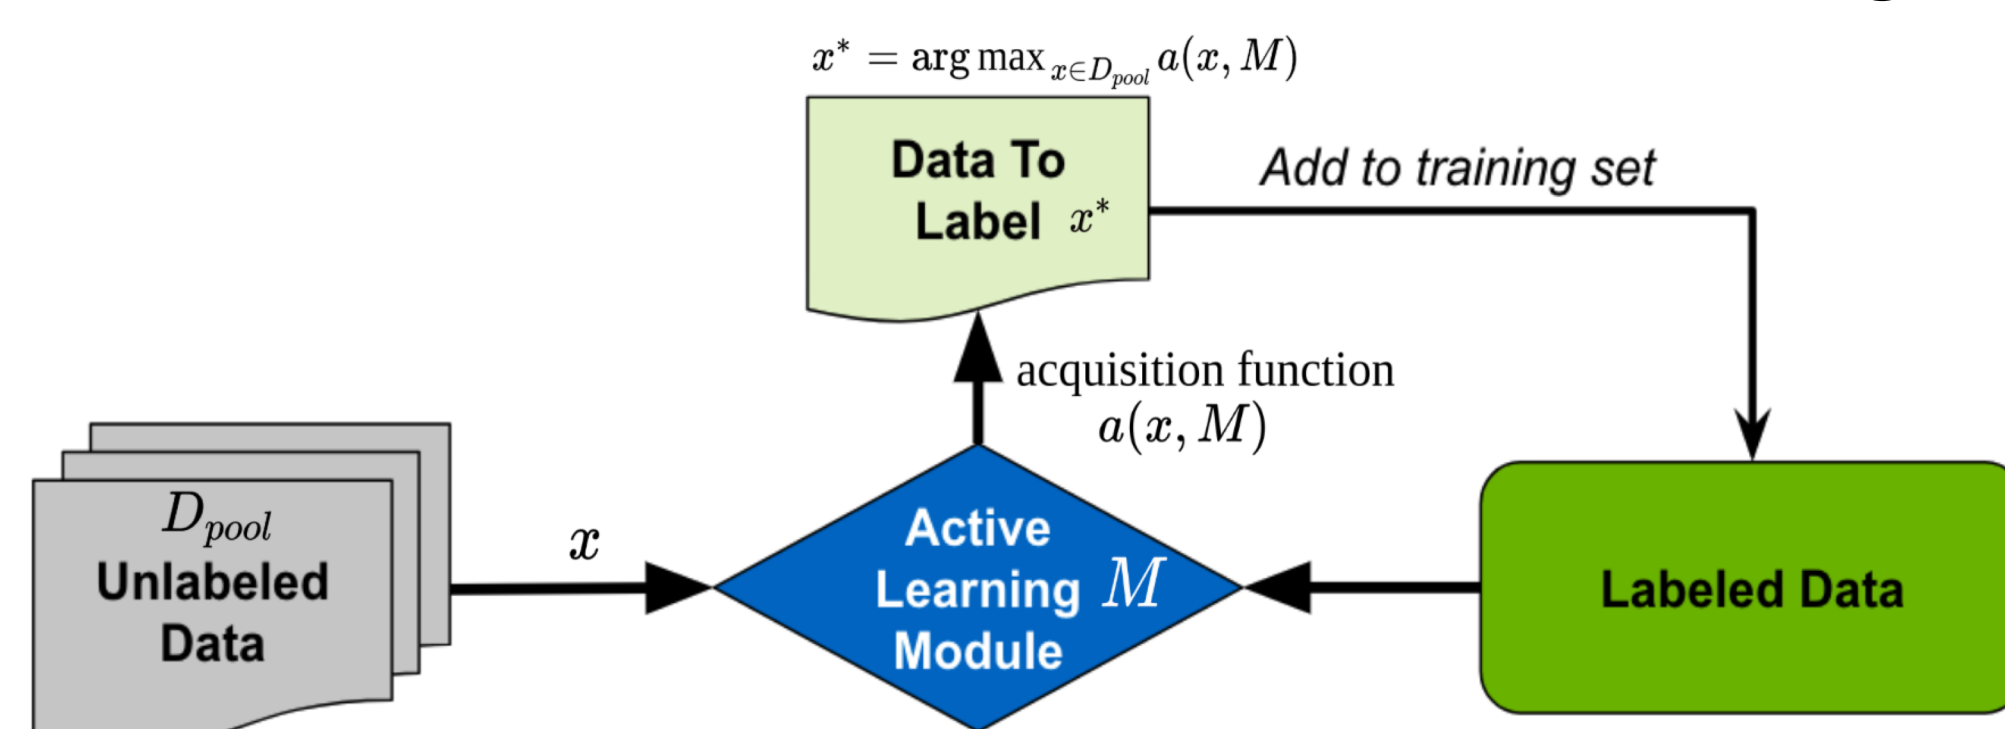 x* = arg max x∈D_pool a(x, M)
Data To
Label x*
Add to training set
acquisition function
a(x, M)
D_pool
Unlabeled
Data
x
Active
Learning M
Module
Labeled Data